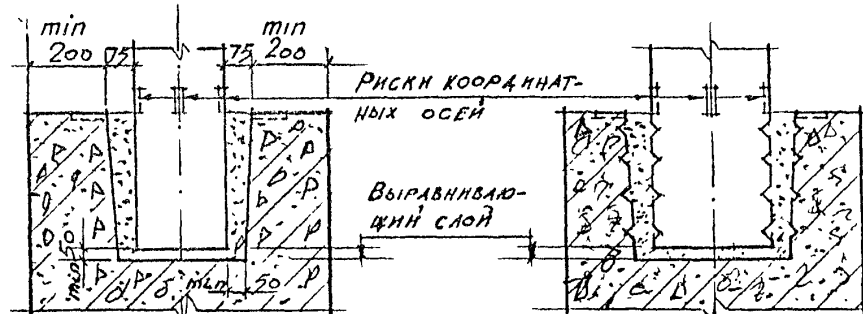 min min
200 75 75 200
Риски координат-
ных осей
Выравниваю-
щий слой
min 50
min 50